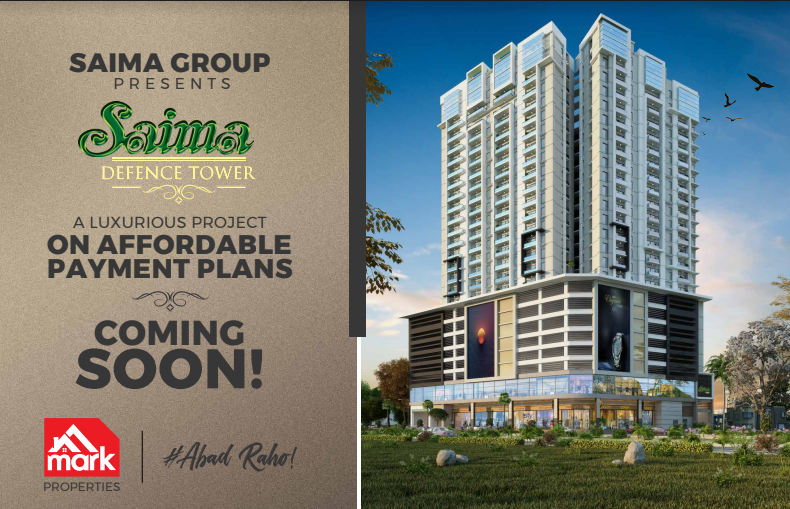 SAIMA GROUP
PRESENTS
Saima
DEFENCE TOWER
A LUXURIOUS PROJECT
ON AFFORDABLE
PAYMENT PLANS
COMING
SOON!
mark
PROPERTIES
#Abad Raho!